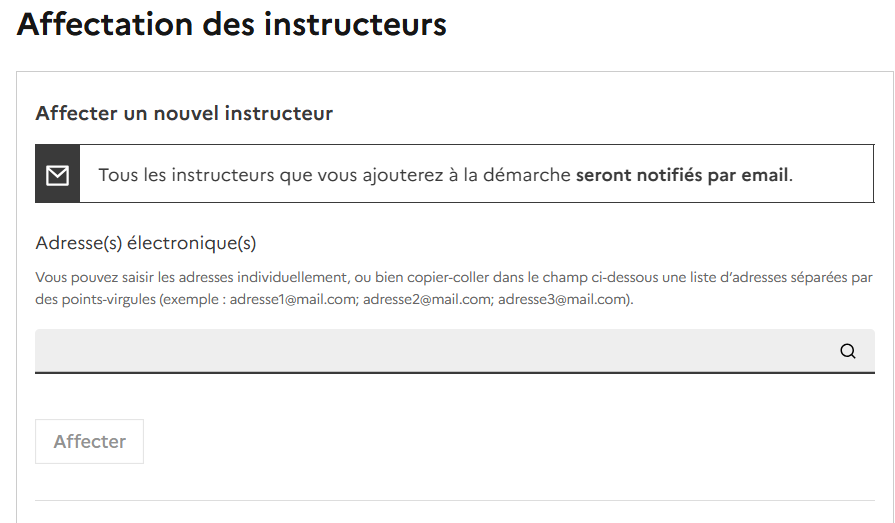 Affectation des instructeurs
Affecter un nouvel instructeur
Tous les instructeurs que vous ajouterez à la démarche seront notifiés par email.
Adresse(s) électronique(s)
Vous pouvez saisir les adresses individuellement, ou bien copier-coller dans le champ ci-dessous une liste d’adresses séparées par
des points-virgules (exemple : adresse1@mail.com; adresse2@mail.com; adresse3@mail.com).
Affecter